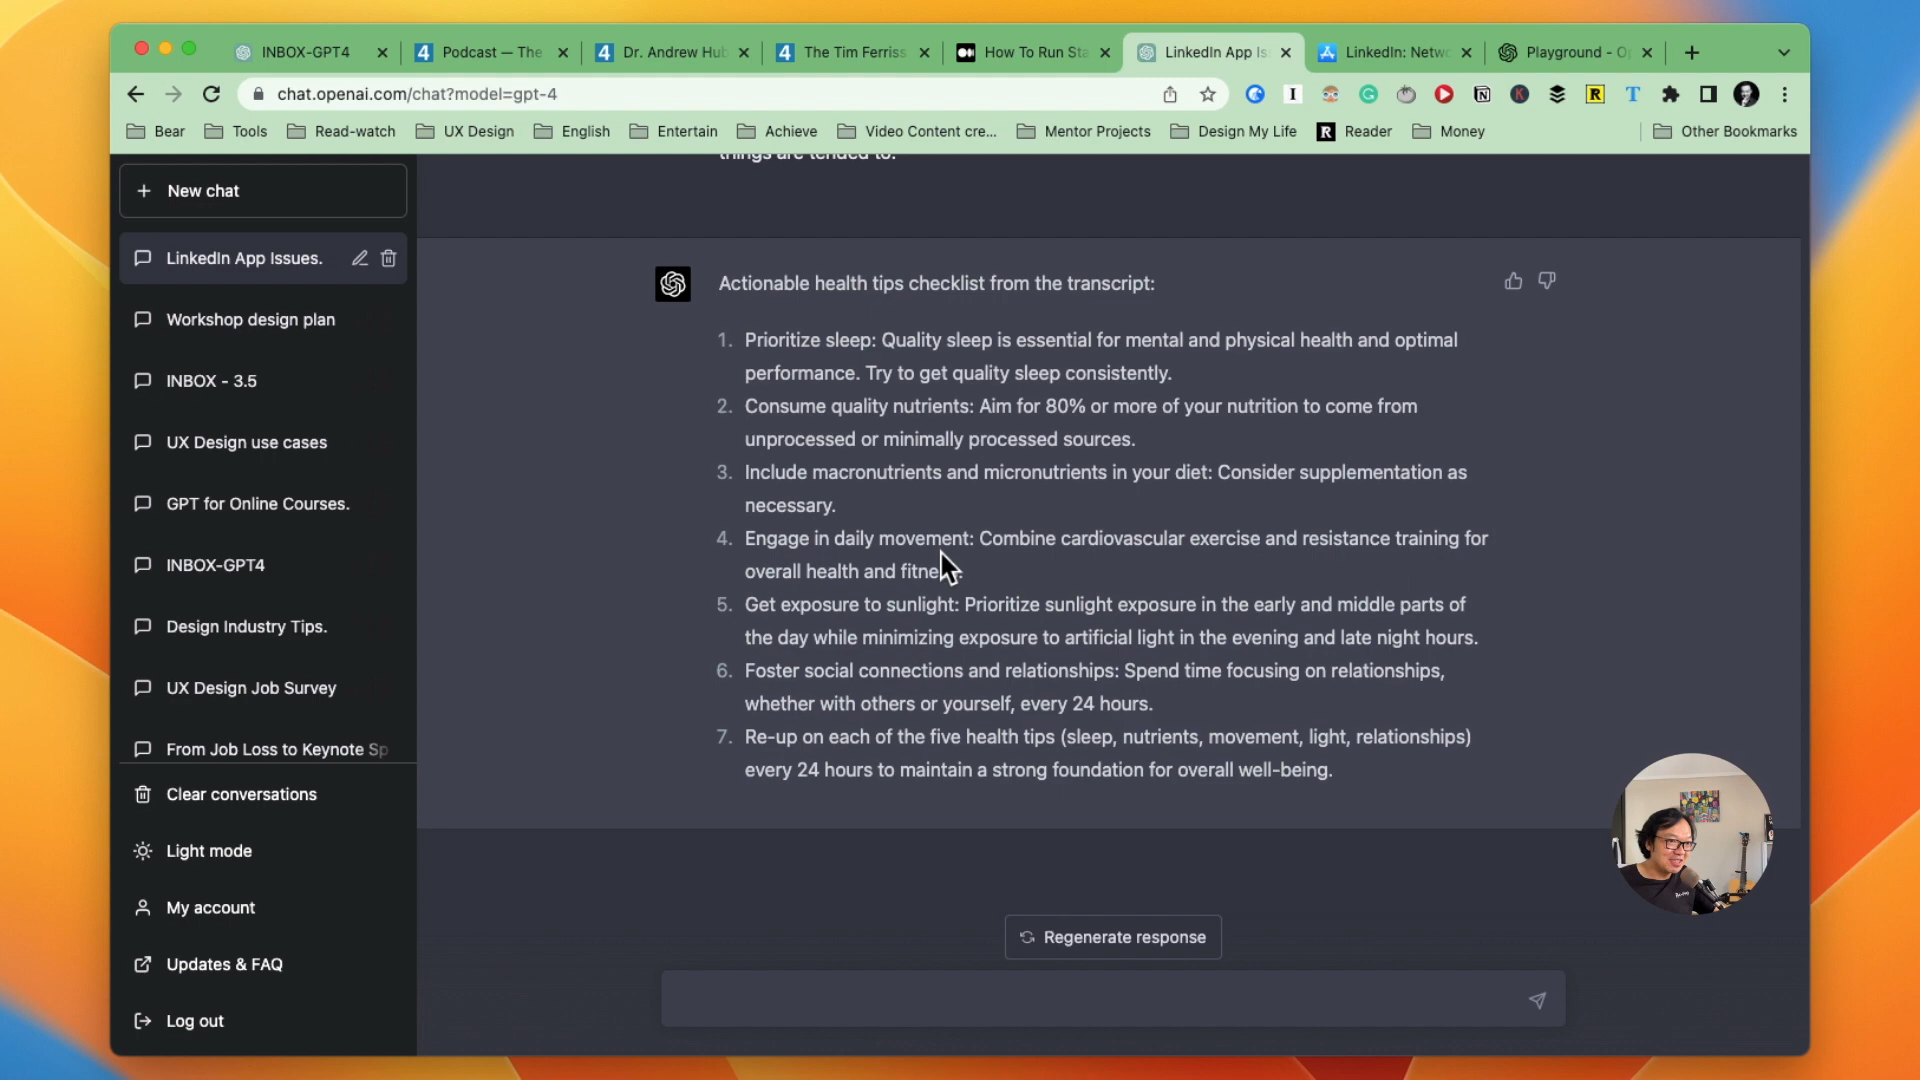 INBOX-GPT4
Podcast — The
Dr. Andrew Hub
The Tim Ferriss
How To Run Sta
LinkedIn App Is
LinkedIn: Netwo
Playground - O
chat.openai.com/chat?model=gpt-4
Bear
Tools
Read-watch
UX Design
English
Entertain
Achieve
Video Content cre...
Mentor Projects
Design My Life
Reader
Money
Other Bookmarks
New chat
LinkedIn App Issues.
Workshop design plan
INBOX - 3.5
UX Design use cases
GPT for Online Courses.
INBOX-GPT4
Design Industry Tips.
UX Design Job Survey
From Job Loss to Keynote Sp
Clear conversations
Light mode
My account
Updates & FAQ
Log out
things are tended to.
Actionable health tips checklist from the transcript:
1. Prioritize sleep: Quality sleep is essential for mental and physical health and optimal
performance. Try to get quality sleep consistently.
2. Consume quality nutrients: Aim for 80% or more of your nutrition to come from
unprocessed or minimally processed sources.
3. Include macronutrients and micronutrients in your diet: Consider supplementation as
necessary.
4. Engage in daily movement: Combine cardiovascular exercise and resistance training for
overall health and fitne
5. Get exposure to sunlight: Prioritize sunlight exposure in the early and middle parts of
the day while minimizing exposure to artificial light in the evening and late night hours.
6. Foster social connections and relationships: Spend time focusing on relationships,
whether with others or yourself, every 24 hours.
7. Re-up on each of the five health tips (sleep, nutrients, movement, light, relationships)
every 24 hours to maintain a strong foundation for overall well-being.
Regenerate response